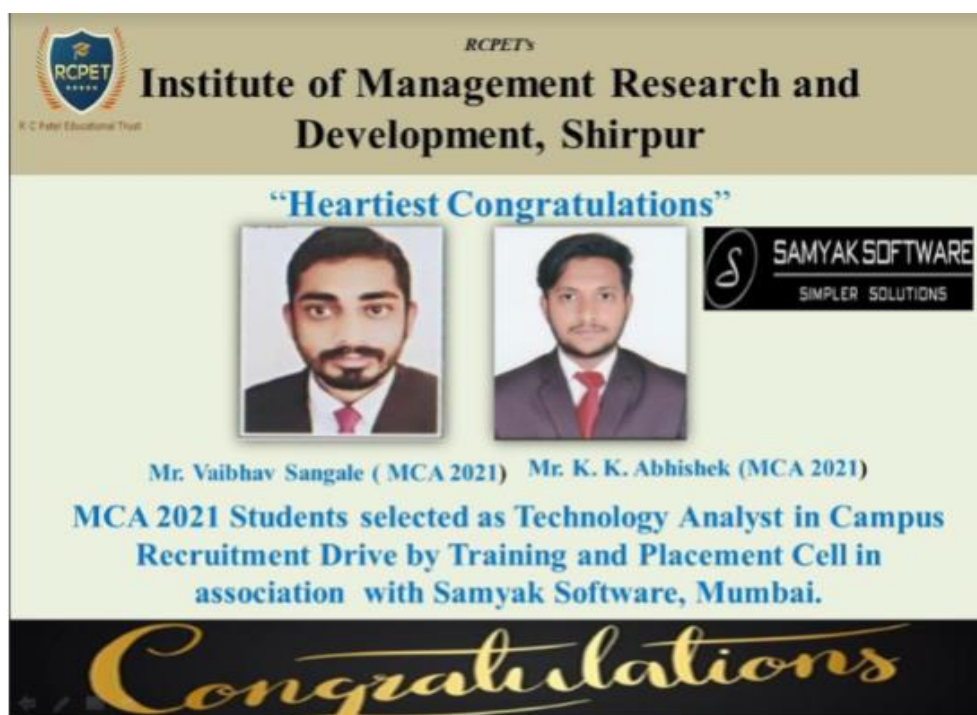 RCPET's
RCPET
K C Patel Educational Trust
Institute of Management Research and
Development, Shirpur
“Heartiest Congratulations”
S
SAMYAK SOFTWARE
SIMPLER SOLUTIONS
Mr. Vaibhav Sangale ( MCA 2021)
Mr. K. K. Abhishek (MCA 2021)
MCA 2021 Students selected as Technology Analyst in Campus
Recruitment Drive by Training and Placement Cell in
association with Samyak Software, Mumbai.
Congratulations